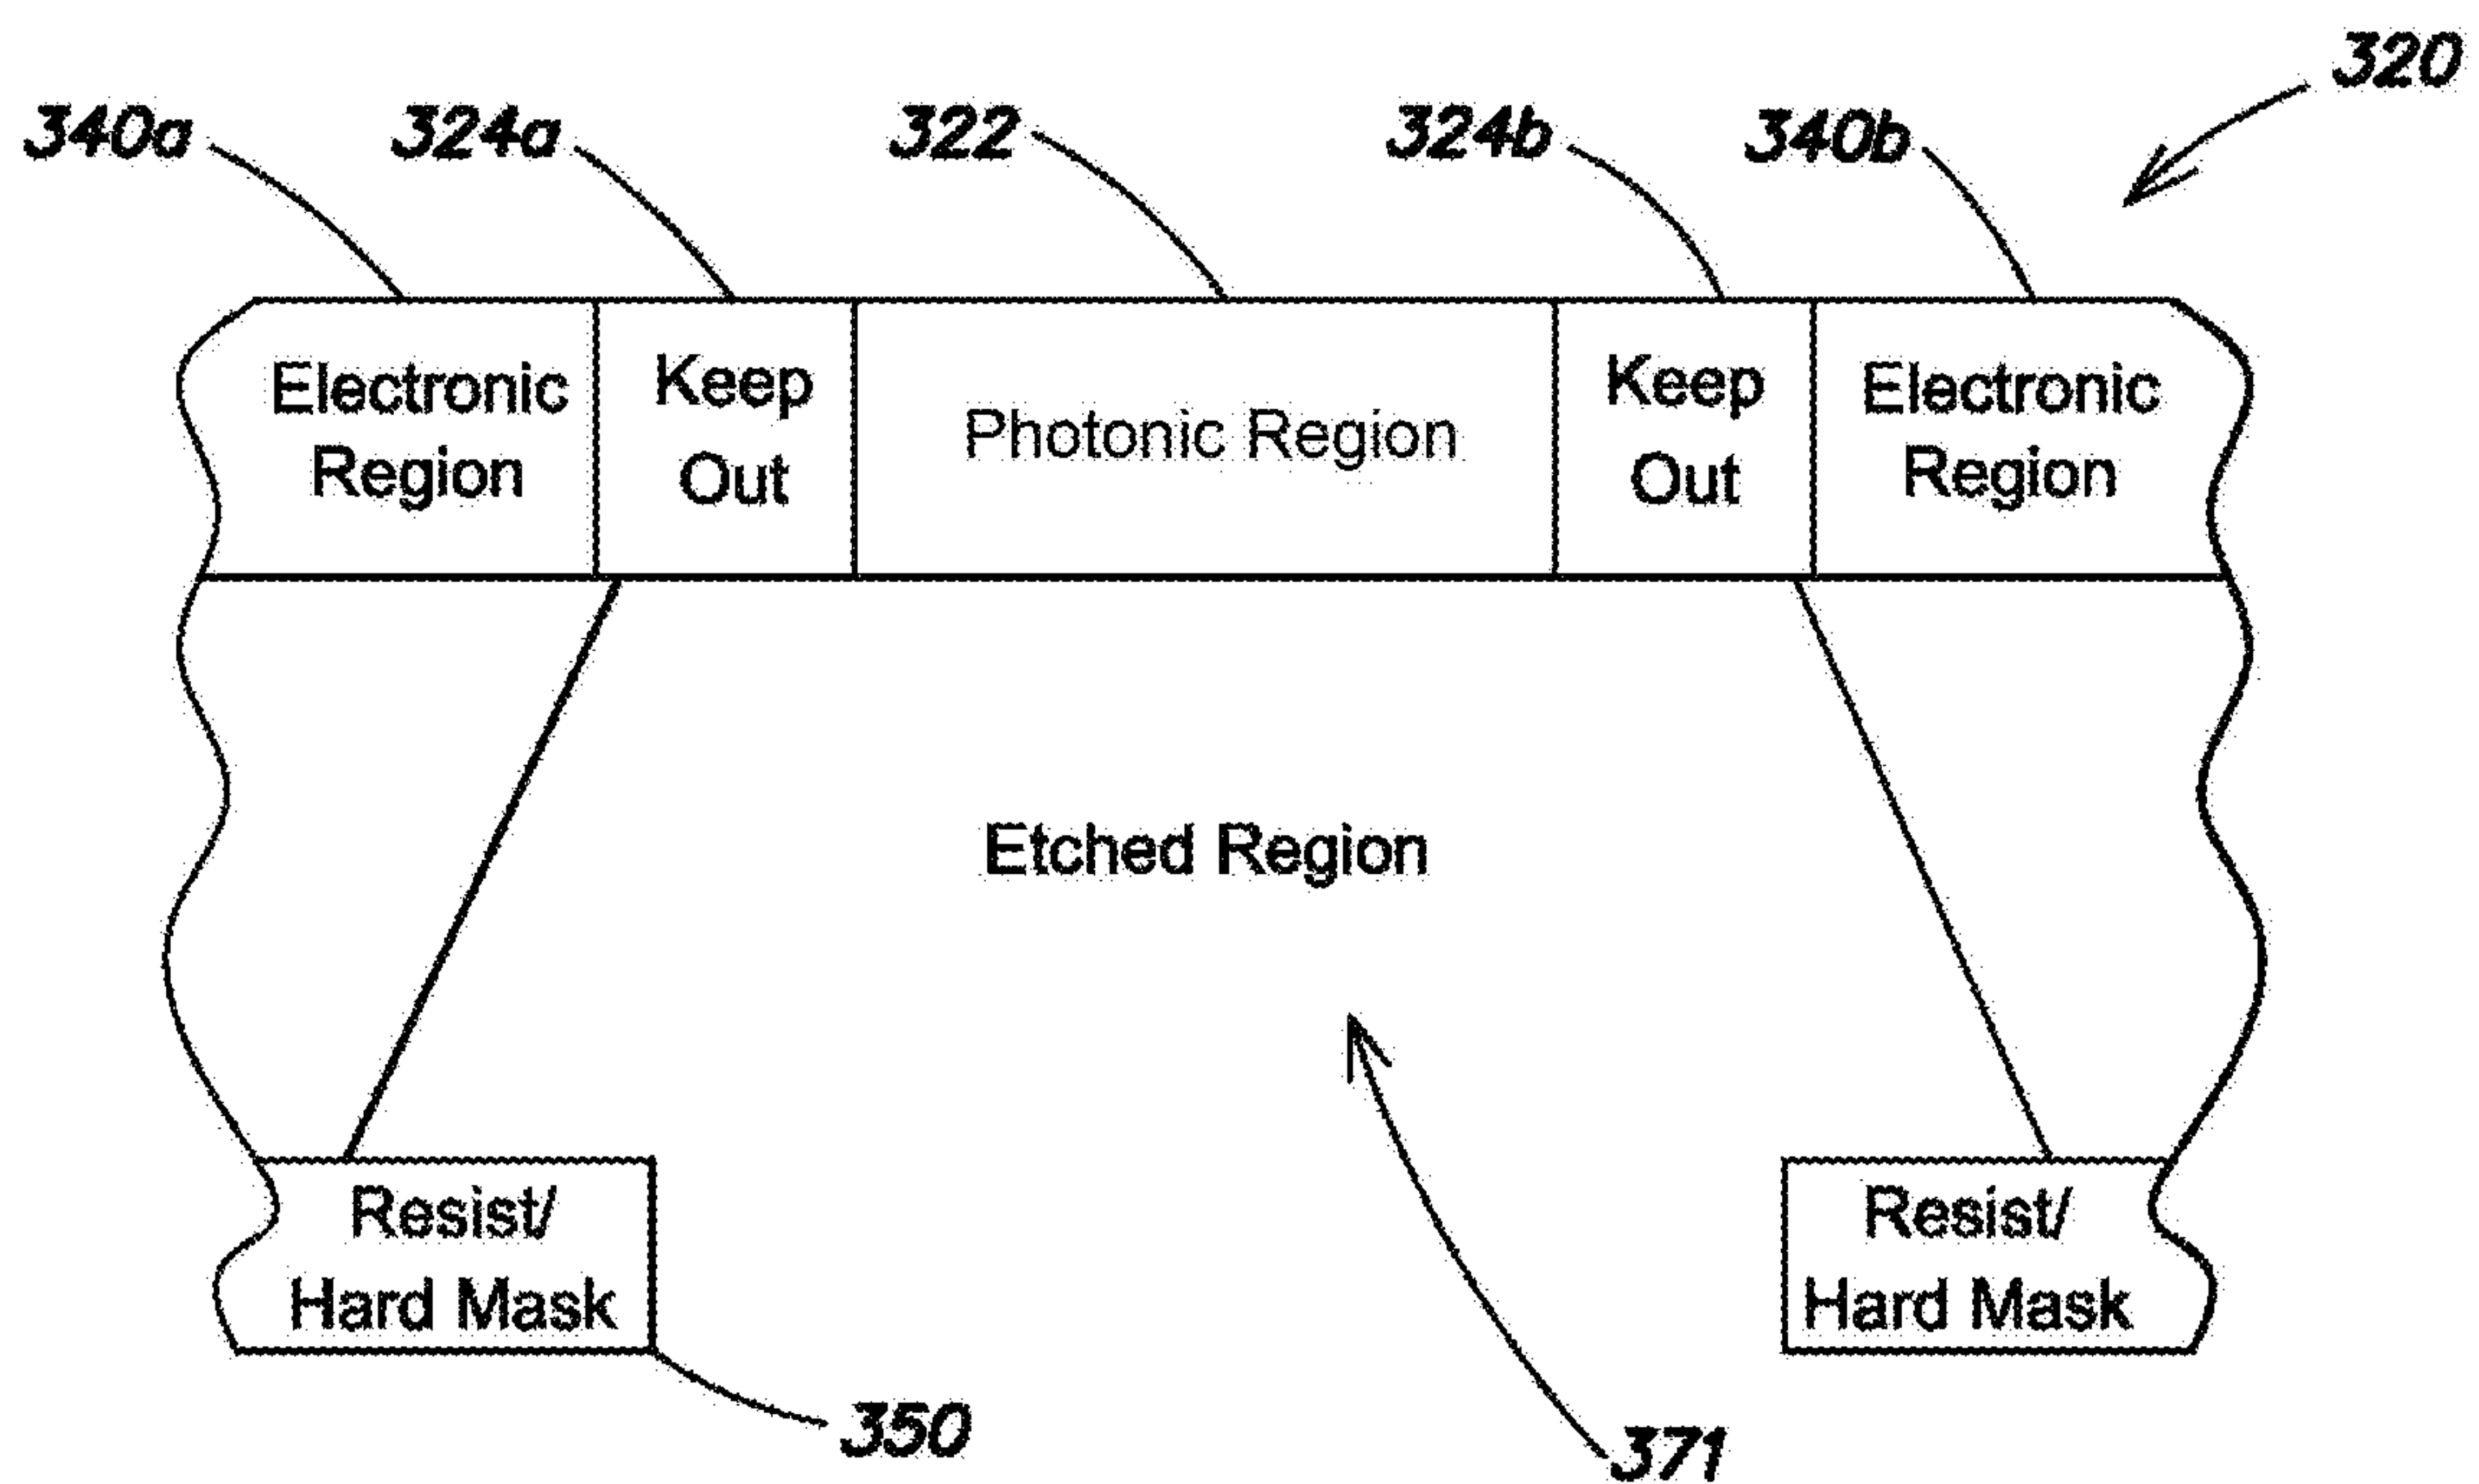 320
340a 324a 322 324b 340b
Electronic Region
Keep Out
Photonic Region
Keep Out
Electronic Region
Etched Region
Resist/
Hard Mask
Resist/
Hard Mask
350
371